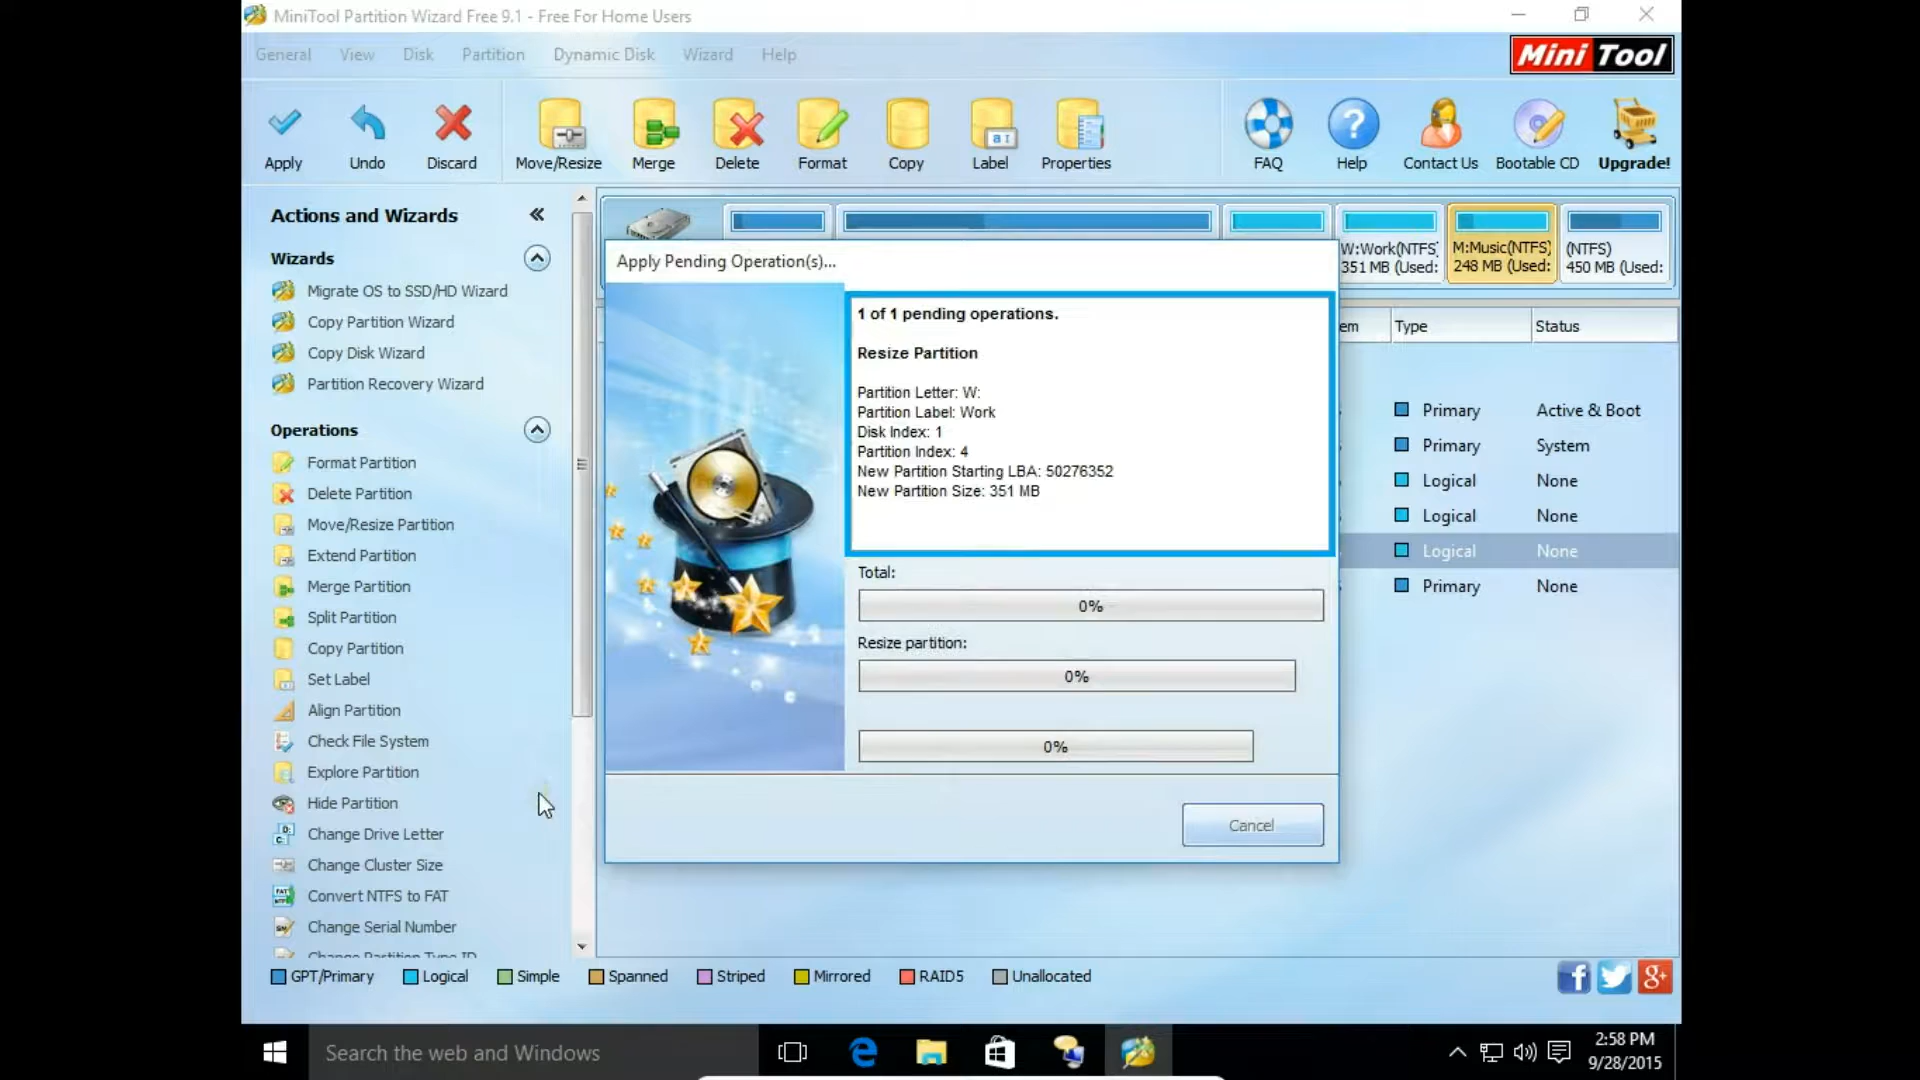 MiniTool Partition Wizard Free 9.1 - Free For Home Users
General View Disk Partition Dynamic Disk Wizard Help
Mini Tool
Apply Undo Discard Move/Resize Merge Delete Format Copy Label Properties FAQ Help Contact Us Bootable CD Upgrade!
Actions and Wizards
Wizards
Migrate OS to SSD/HD Wizard
Copy Partition Wizard
Copy Disk Wizard
Partition Recovery Wizard
Operations
Format Partition
Delete Partition
Move/Resize Partition
Extend Partition
Merge Partition
Split Partition
Copy Partition
Set Label
Align Partition
Check File System
Explore Partition
Hide Partition
Change Drive Letter
Change Cluster Size
Convert NTFS to FAT
Change Serial Number
Change Partition Type ID
W:Work(NTFS) M:Music(NTFS) (NTFS)
351 MB (Used: 248 MB (Used: 450 MB (Used:
em Type Status
Primary Active & Boot
Primary System
Logical None
Logical None
Logical None
Primary None
Apply Pending Operation(s)...
1 of 1 pending operations.
Resize Partition
Partition Letter: W:
Partition Label: Work
Disk Index: 1
Partition Index: 4
New Partition Starting LBA: 50276352
New Partition Size: 351 MB
Total:
0%
Resize partition:
0%
0%
Cancel
GPT/Primary Logical Simple Spanned Striped Mirrored RAID5 Unallocated
Search the web and Windows
2:58 PM
9/28/2015